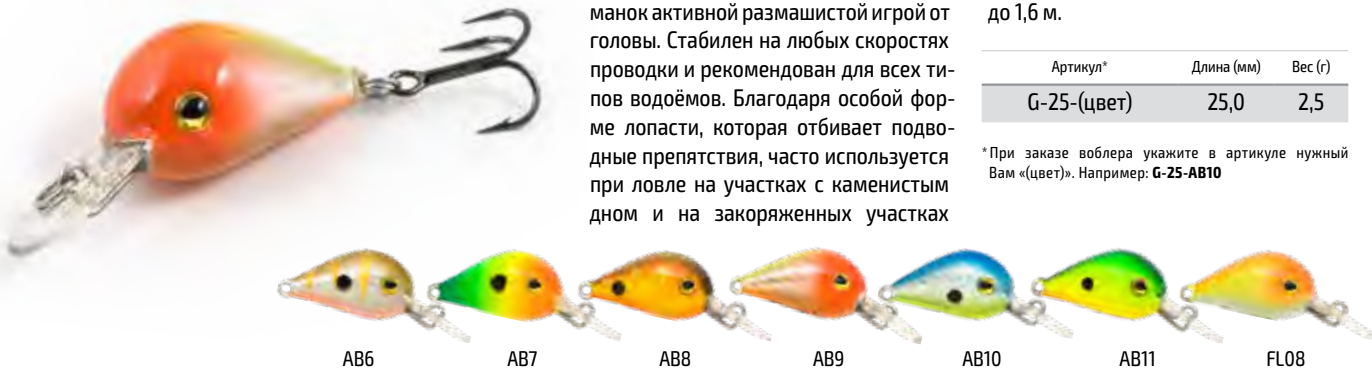 манок активной размашистой игрой от
головы. Стабилен на любых скоростях
проводки и рекомендован для всех ти-
пов водоёмов. Благодаря особой фор-
ме лопасти, которая отбивает подво-
дные препятствия, часто используется
при ловле на участках с каменистым
дном и на закоряженных участках
до 1,6 м.
Артикул* Длина (мм) Вес (г)
G-25-(цвет) 25,0 2,5
*При заказе воблера укажите в артикуле нужный
Вам «(цвет)». Например: G-25-AB10
AB6 AB7 AB8 AB9 AB10 AB11 FL08